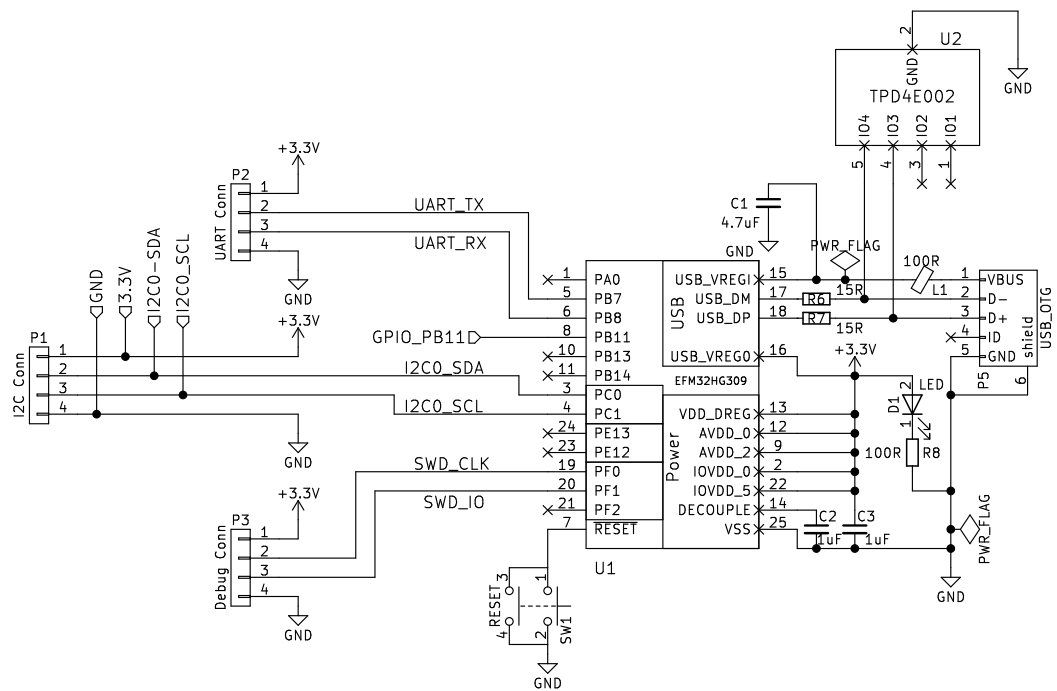 2
U2
GND
GND
TPD4E002
IO4
IO3
IO2
IO1
5
4
3
1
+3.3V
P2
UART Conn
1
2
3
4
GND
UART_TX
UART_RX
C1
4.7uF
GND
PWR_FLAG
100R
L1
GND
3.3V
I2C0-SDA
I2C0_SCL
P1
I2C Conn
1
2
3
4
+3.3V
GND
GPIO_PB11
I2C0_SDA
I2C0_SCL
SWD_CLK
SWD_IO
1 PA0
5 PB7
6 PB8
8 PB11
10 PB13
11 PB14
3 PC0
4 PC1
24 PE13
23 PE12
19 PF0
20 PF1
21 PF2
7 RESET
USB
USB_VREGI 15
USB_DM 17
USB_DP 18
USB_VREGO 16
EFM32HG309
Power
VDD_DREG 13
AVDD_0 12
AVDD_2 9
IOVDD_0 2
IOVDD_5 22
DECOUPLE 14
VSS 25
U1
R6
15R
R7
15R
1 VBUS
2 D-
3 D+
4 ID
5 GND
shield
USB_OTG
P5
6
+3.3V
D1
2
LED
1
100R
R8
C2
1uF
C3
1uF
PWR_FLAG
GND
+3.3V
P3
Debug Conn
1
2
3
4
GND
RESET
3
1
4
2
SW1
GND